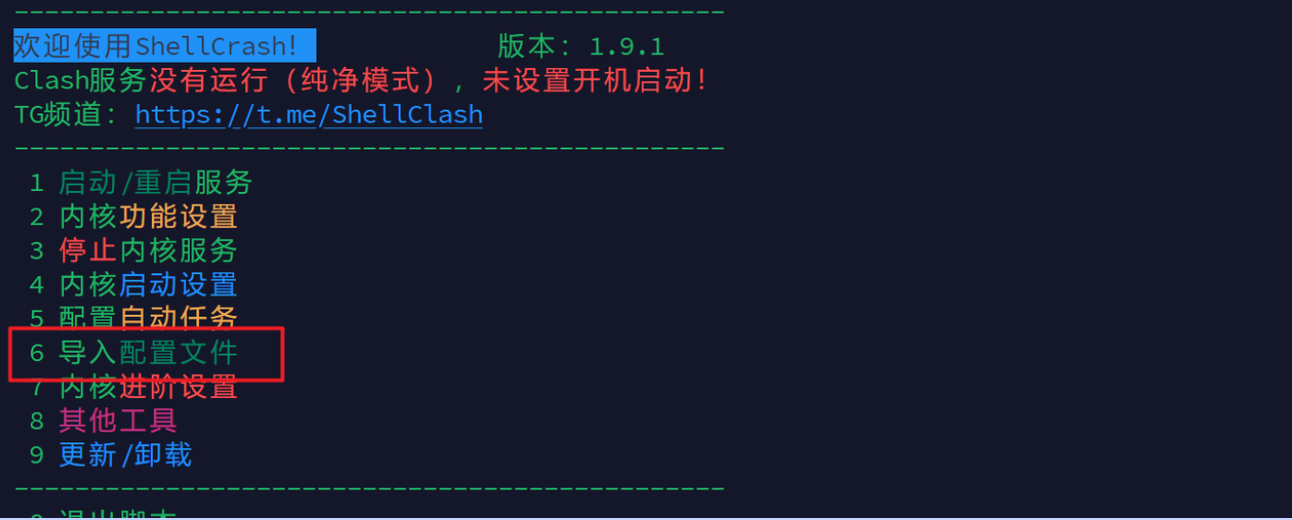 欢迎使用ShellCrash! 版本: 1.9.1
Clash服务没有运行 (纯净模式), 未设置开机启动!
TG频道: https://t.me/ShellClash
1 启动/重启服务
2 内核功能设置
3 停止内核服务
4 内核启动设置
5 配置自动任务
6 导入配置文件
7 内核进阶设置
8 其他工具
9 更新/卸载